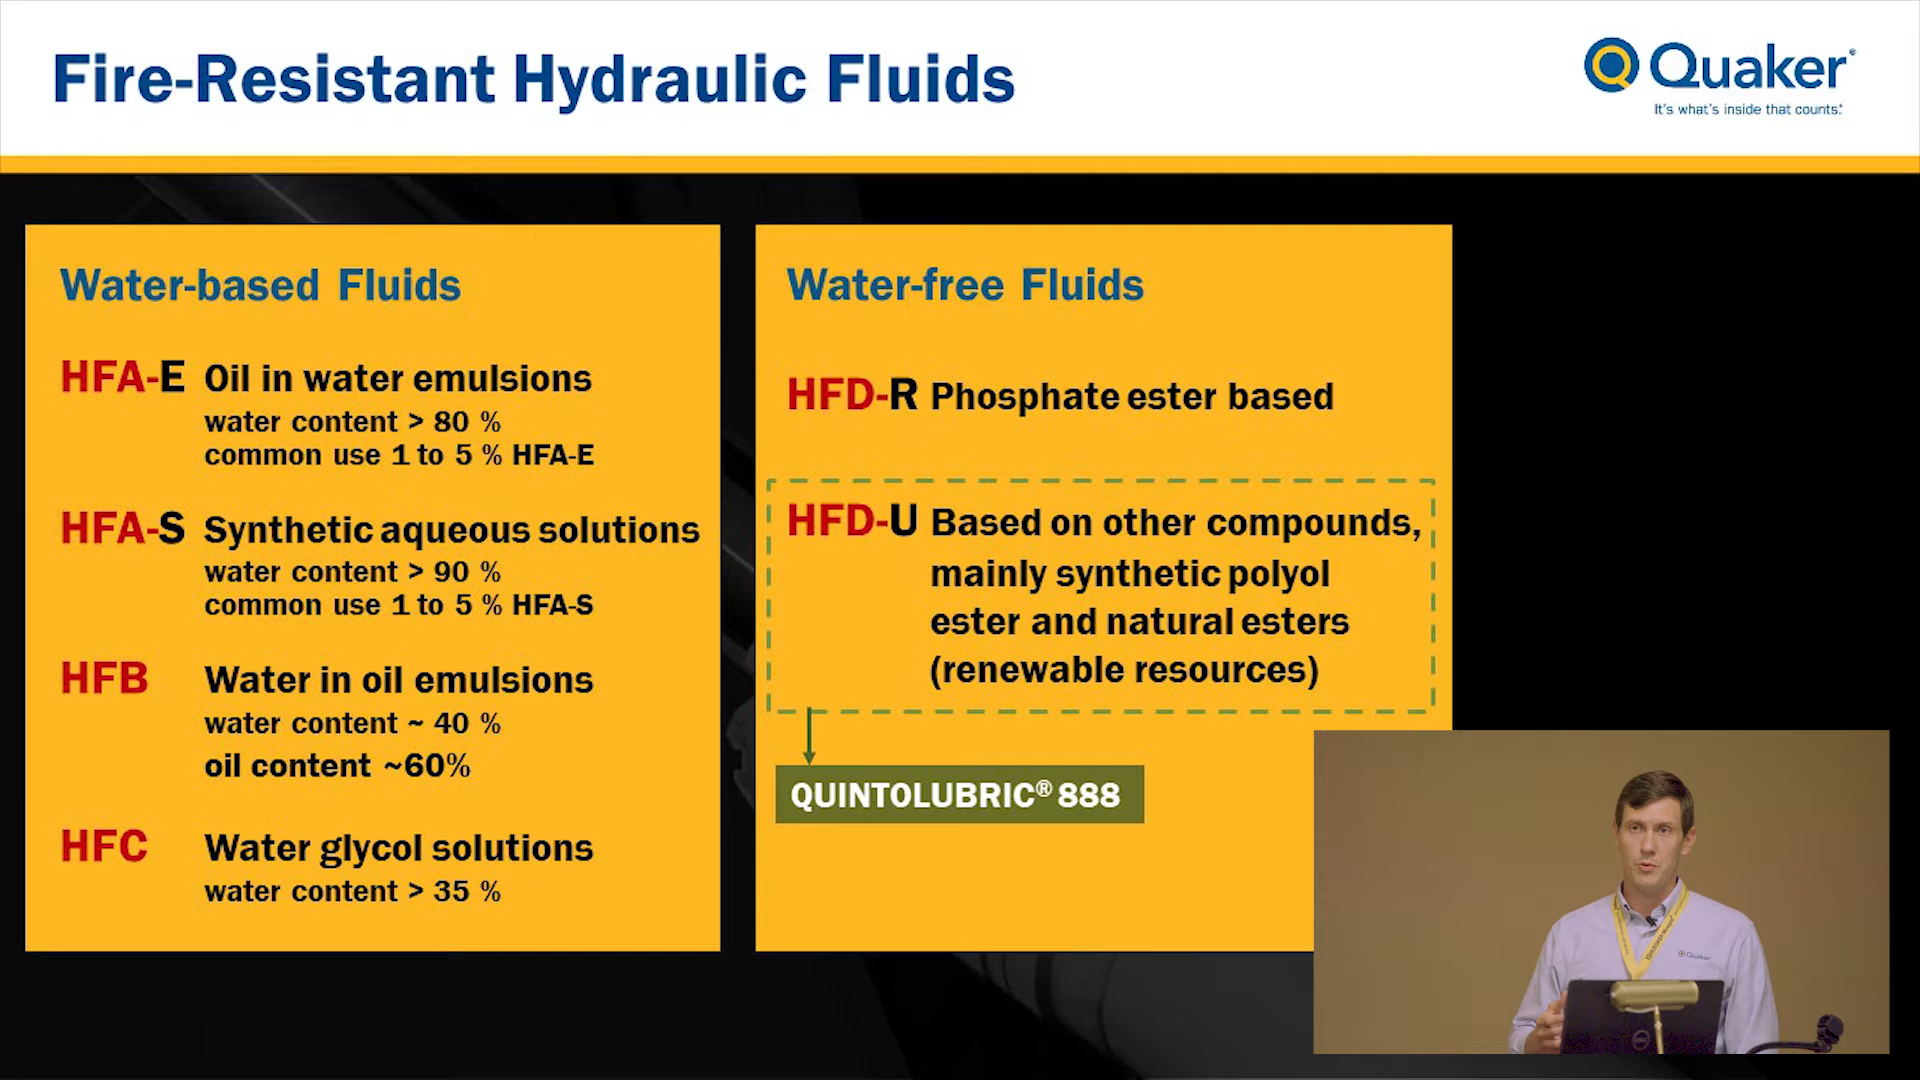 Fire-Resistant Hydraulic Fluids
Quaker
It's what's inside that counts.
Water-based Fluids
HFA-E Oil in water emulsions
water content > 80 %
common use 1 to 5 % HFA-E
HFA-S Synthetic aqueous solutions
water content > 90 %
common use 1 to 5 % HFA-S
HFB Water in oil emulsions
water content ~ 40 %
oil content ~60%
HFC Water glycol solutions
water content > 35 %
Water-free Fluids
HFD-R Phosphate ester based
HFD-U Based on other compounds,
mainly synthetic polyol
ester and natural esters
(renewable resources)
QUINTOLUBRIC® 888
Quaker